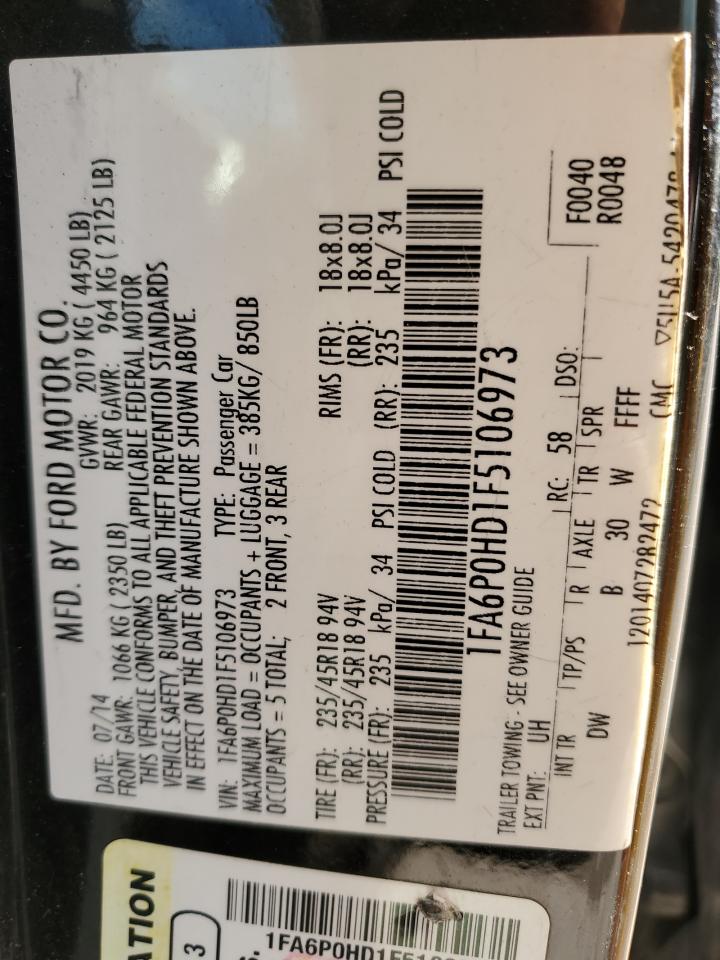 MFD. BY FORD MOTOR CO.
DATE: 07/14 GVWR: 2019 KG ( 4450 LB)
FRONT GAWR: 1066 KG ( 2350 LB) REAR GAWR: 964 KG ( 2125 LB)
THIS VEHICLE CONFORMS TO ALL APPLICABLE FEDERAL MOTOR
VEHICLE SAFETY, BUMPER, AND THEFT PREVENTION STANDARDS
IN EFFECT ON THE DATE OF MANUFACTURE SHOWN ABOVE.
VIN: 1FA6P0HD1F5106973 TYPE: Passenger Car
MAXIMUM LOAD = OCCUPANTS + LUGGAGE = 385KG/ 850LB
OCCUPANTS = 5 TOTAL; 2 FRONT, 3 REAR
TIRE (FR): 235/45R18 94V RIMS (FR): 18x8.0J
(RR): 235/45R18 94V (RR): 18x8.0J
PRESSURE (FR): 235 kPa/ 34 PSI COLD (RR): 235 kPa/ 34 PSI COLD
1FA6P0HD1F5106973
TRAILER TOWING - SEE OWNER GUIDE
EXT PNT: UH RC: 58 DSO: F0040
R0048
INT TR TP/PS R AXLE TR SPR
DW B 30 W FFFF
1201407282472 CMC
ATION
3
1FA6P0HD1F5